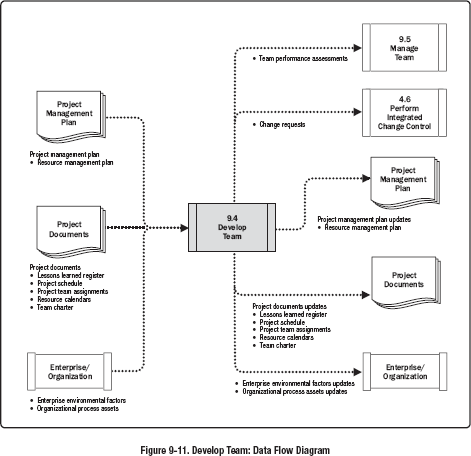 9.5
Manage
Team
• Team performance assessments
4.6
Perform
Integrated
Change Control
• Change requests
Project
Management
Plan
Project management plan
• Resource management plan
Project
Management
Plan
Project management plan updates
• Resource management plan
9.4
Develop
Team
Project
Documents
Project documents
• Lessons learned register
• Project schedule
• Project team assignments
• Resource calendars
• Team charter
Project
Documents
Project documents updates
• Lessons learned register
• Project schedule
• Project team assignments
• Resource calendars
• Team charter
Enterprise/
Organization
• Enterprise environmental factors
• Organizational process assets
Enterprise/
Organization
• Enterprise environmental factors updates
• Organizational process assets updates
Figure 9-11. Develop Team: Data Flow Diagram